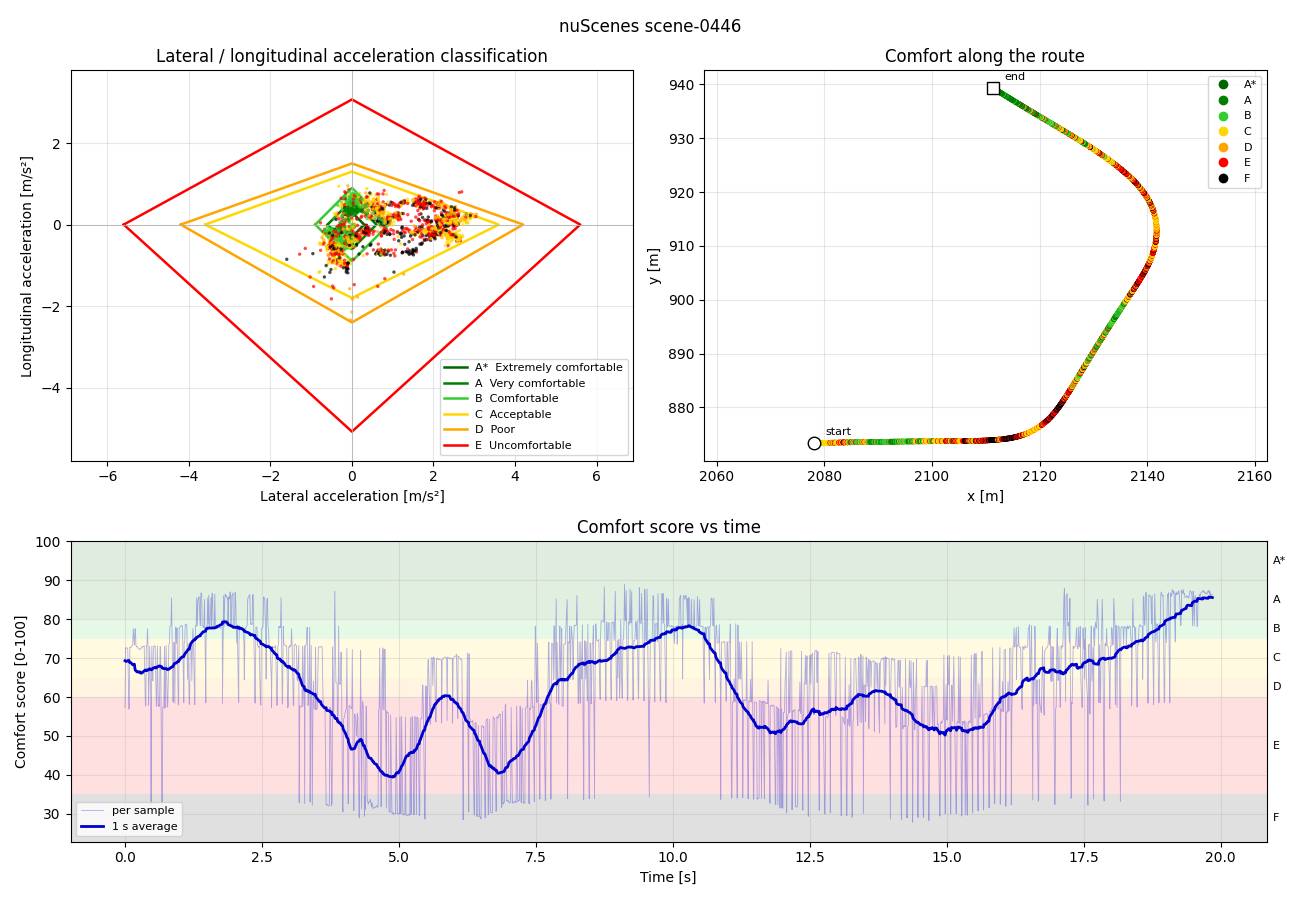 nuScenes scene-0446
Lateral / longitudinal acceleration classification
Longitudinal acceleration [m/s²]
2
0
−2
−4
−6
−4
−2
0
2
4
6
Lateral acceleration [m/s²]
A* Extremely comfortable
A Very comfortable
B Comfortable
C Acceptable
D Poor
E Uncomfortable
Comfort along the route
y [m]
940
930
920
910
900
890
880
2060
2080
2100
2120
2140
2160
x [m]
end
start
A*
A
B
C
D
E
F
Comfort score vs time
Comfort score [0-100]
100
90
80
70
60
50
40
30
0.0
2.5
5.0
7.5
10.0
12.5
15.0
17.5
20.0
Time [s]
per sample
1 s average
A*
A
B
C
D
E
F